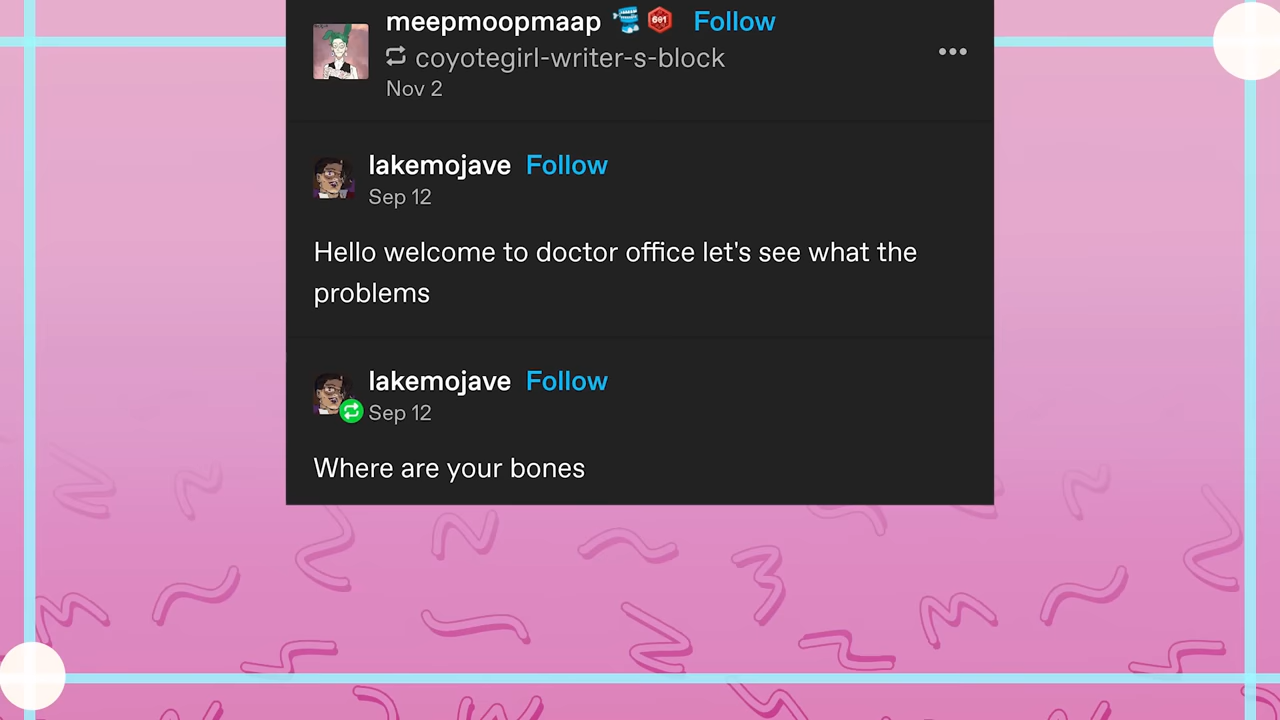 meepmoopmaap Follow
coyotegirl-writer-s-block
Nov 2
lakemojave Follow
Sep 12
Hello welcome to doctor office let's see what the
problems
lakemojave Follow
Sep 12
Where are your bones